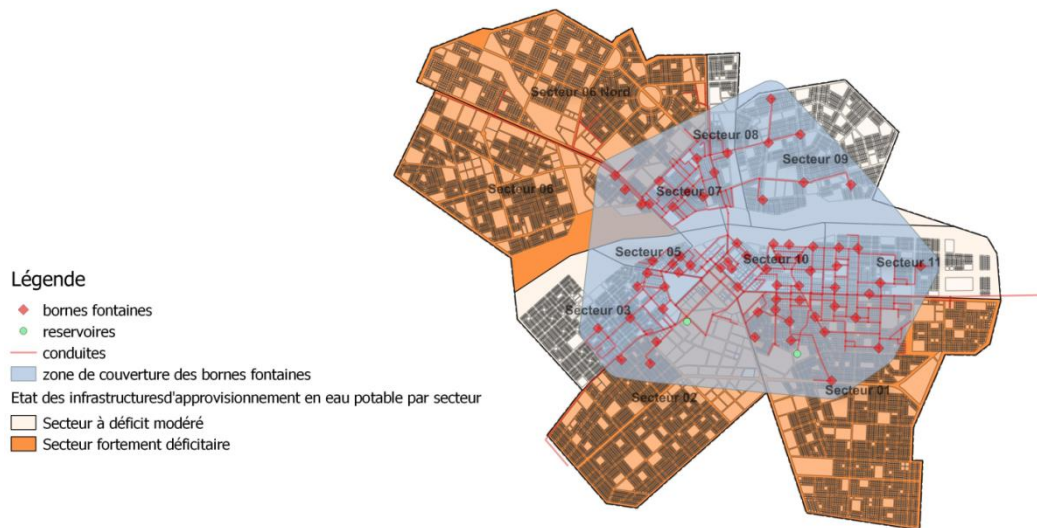 Secteur 06 Nord
Secteur 08
Secteur 09
Secteur 06
Secteur 07
Secteur 05
Secteur 10
Secteur 11
Secteur 03
Secteur 01
Secteur 02
Légende
bornes fontaines
reservoires
conduites
zone de couverture des bornes fontaines
Etat des infrastructuresd'approvisionnement en eau potable par secteur
Secteur à déficit modéré
Secteur fortement déficitaire